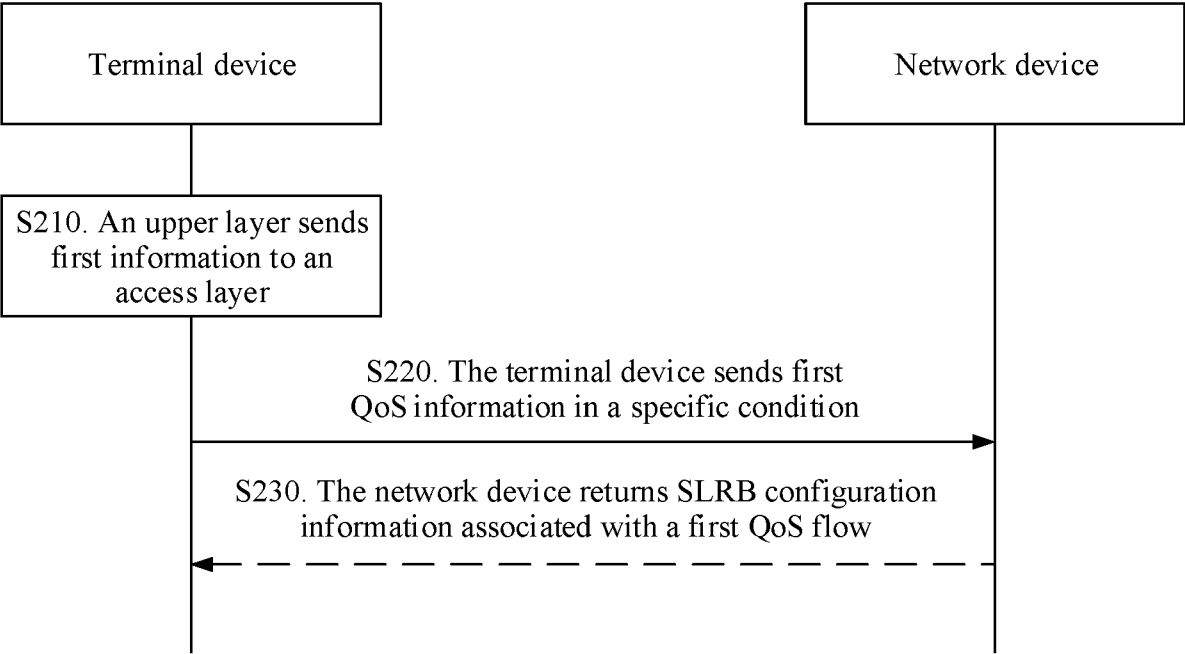 Terminal device
Network device
S210. An upper layer sends
first information to an
access layer
S220. The terminal device sends first
QoS information in a specific condition
S230. The network device returns SLRB configuration
information associated with a first QoS flow